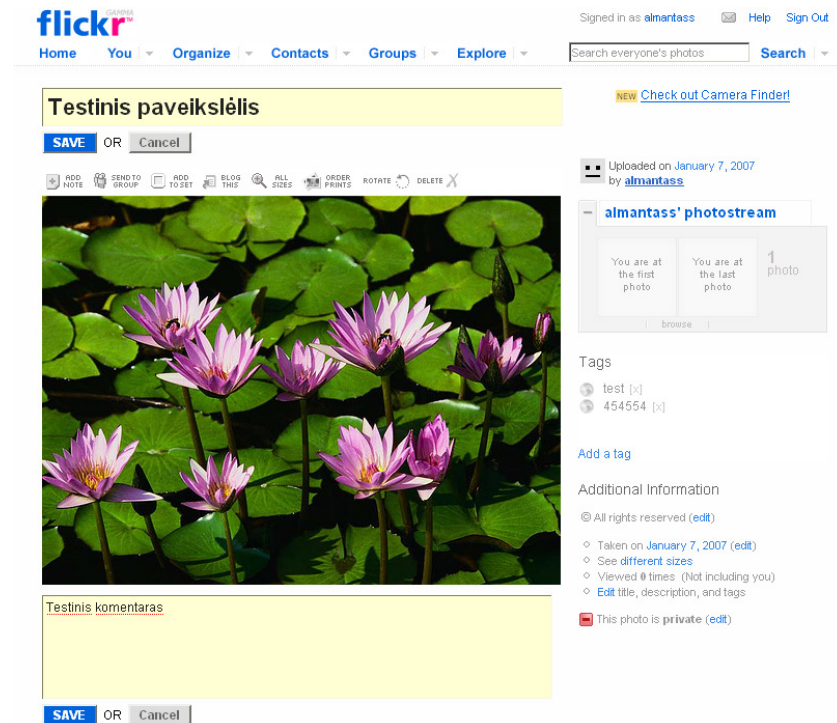 flickr GAMMA
Signed in as almantass Help Sign Out
Home You Organize Contacts Groups Explore Search everyone's photos Search
Testinis paveikslėlis
SAVE OR Cancel
NEW Check out Camera Finder!
ADD NOTE SEND TO GROUP ADD TO SET BLOG THIS ALL SIZES ORDER PRINTS ROTATE DELETE
Uploaded on January 7, 2007
by almantass
almantass' photostream
You are at the first photo
You are at the last photo
1 photo
browse
Tags
test [x]
454554 [x]
Add a tag
Additional Information
© All rights reserved (edit)
Taken on January 7, 2007 (edit)
See different sizes
Viewed 0 times (Not including you)
Edit title, description, and tags
This photo is private (edit)
Testinis komentaras
SAVE OR Cancel